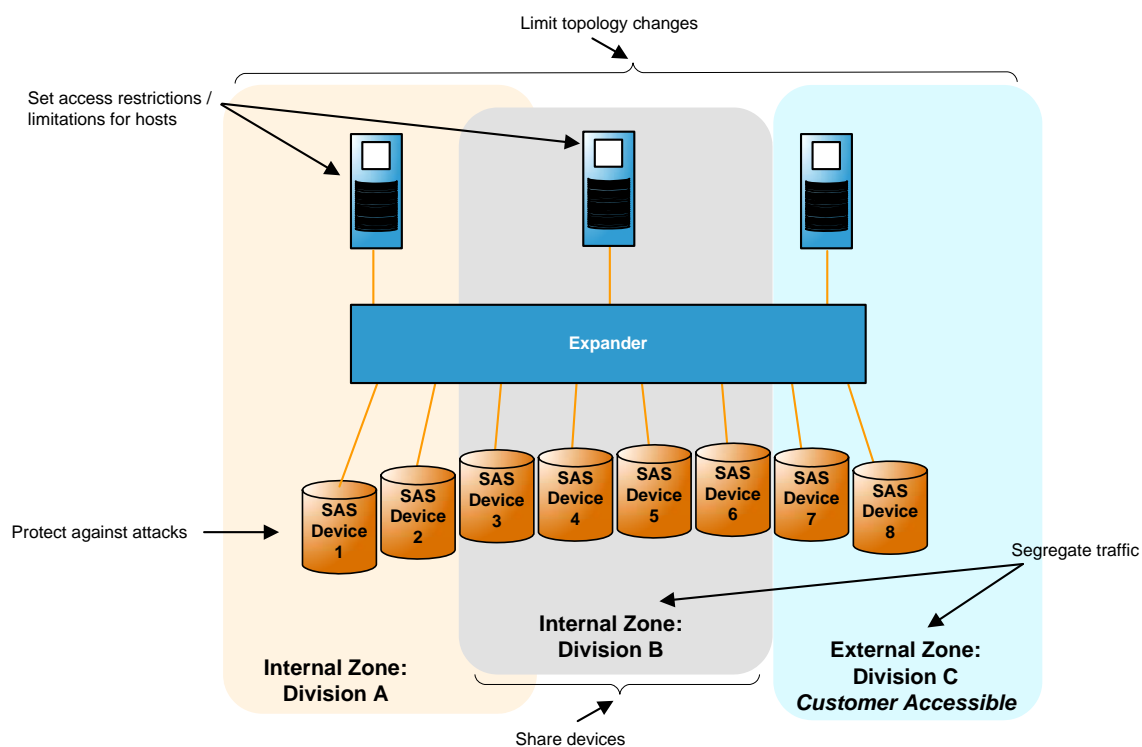 Limit topology changes
Set access restrictions /
limitations for hosts
Expander
SAS
Device
1
SAS
Device
2
SAS
Device
3
SAS
Device
4
SAS
Device
5
SAS
Device
6
SAS
Device
7
SAS
Device
8
Protect against attacks
Segregate traffic
Internal Zone:
Division A
Internal Zone:
Division B
External Zone:
Division C
Customer Accessible
Share devices